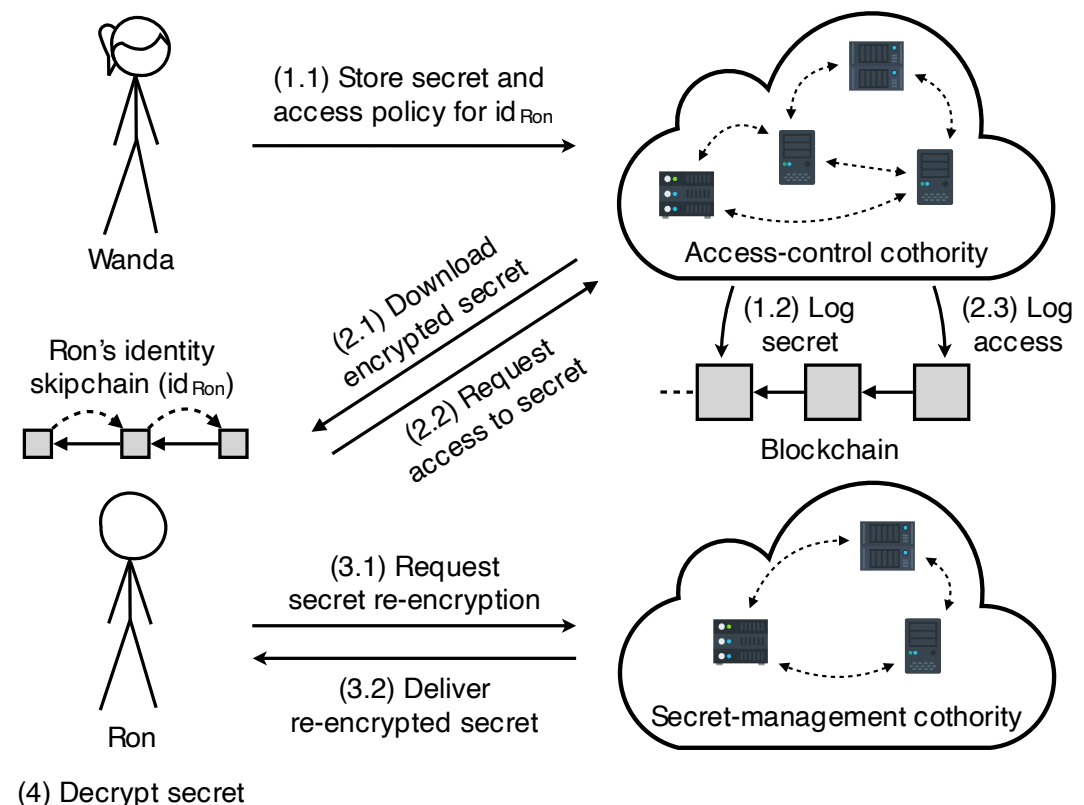 (1.1) Store secret and
access policy for id Ron
Wanda
Access-control cothority
(2.1) Download
encrypted secret
(2.2) Request
access to secret
(1.2) Log
secret
(2.3) Log
access
Ron's identity
skipchain (id Ron)
Blockchain
(3.1) Request
secret re-encryption
(3.2) Deliver
re-encrypted secret
Secret-management cothority
Ron
(4) Decrypt secret